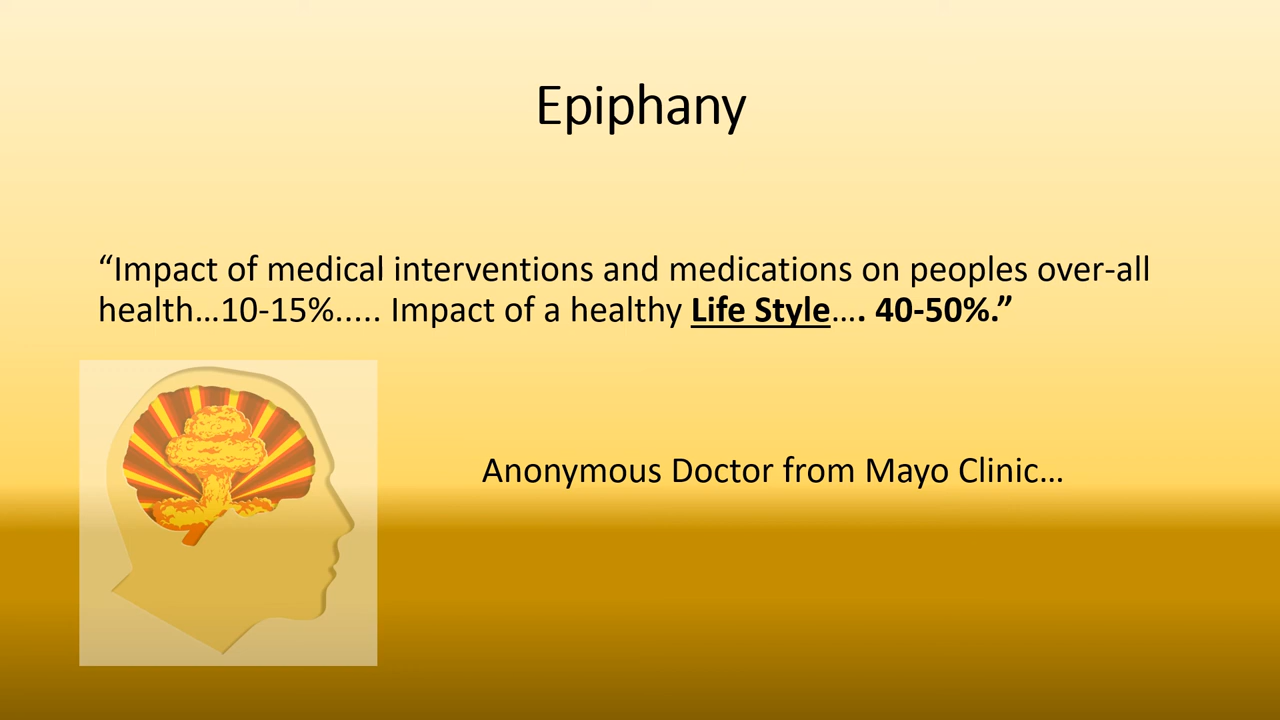 Epiphany
“Impact of medical interventions and medications on peoples over-all
health…10-15%..... Impact of a healthy Life Style…. 40-50%.”
Anonymous Doctor from Mayo Clinic…